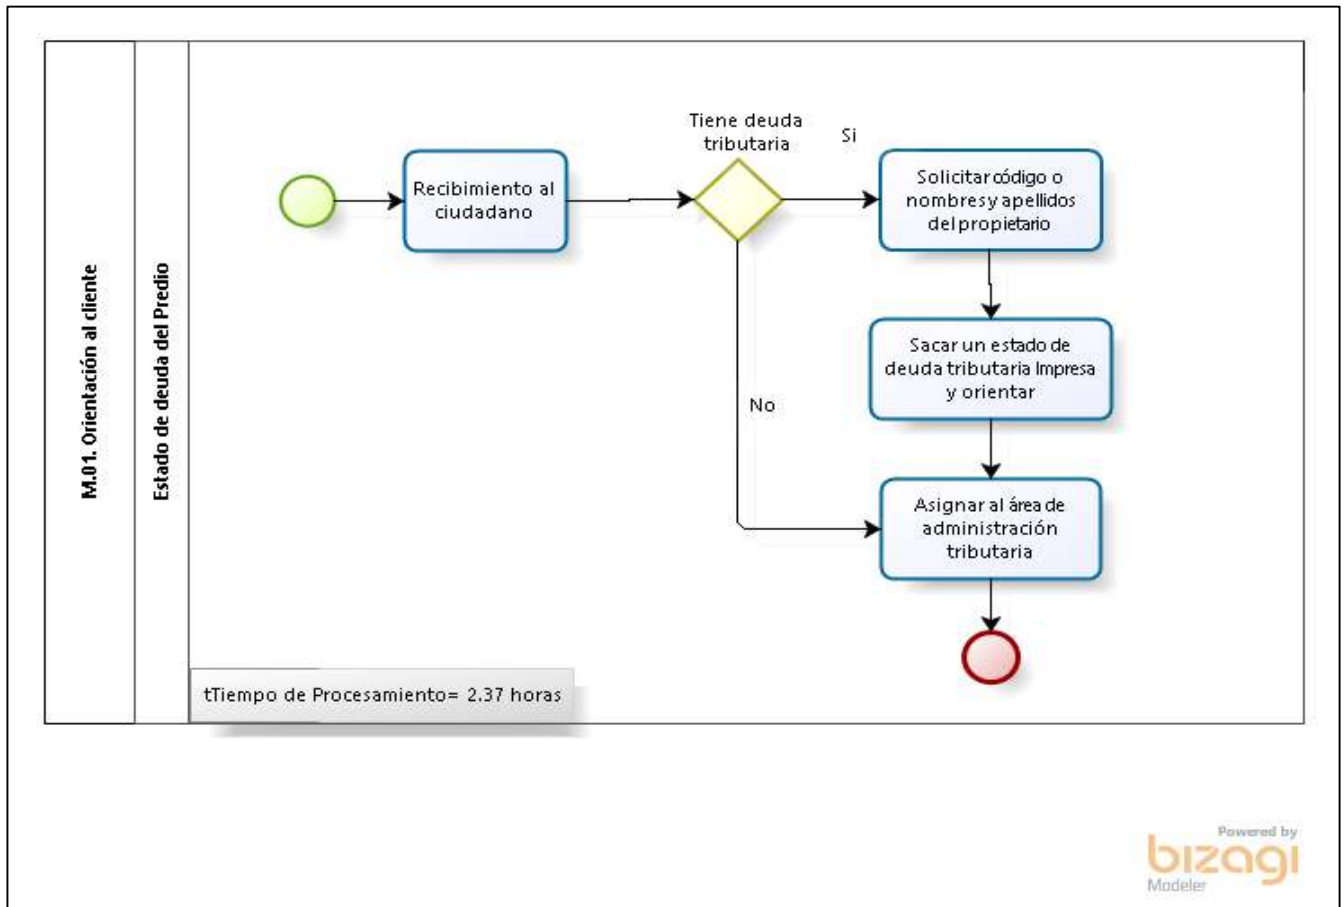 M.01. Orientación al cliente
Estado de deuda del Predio
Recibimiento al
ciudadano
Tiene deuda
tributaria
Si
Solicitar código o
nombres y apellidos
del propietario
Sacar un estado de
deuda tributaria Impresa
y orientar
No
Asignar al área de
administración
tributaria
tTiempo de Procesamiento= 2.37 horas
Powered by
bizagi
Modeler